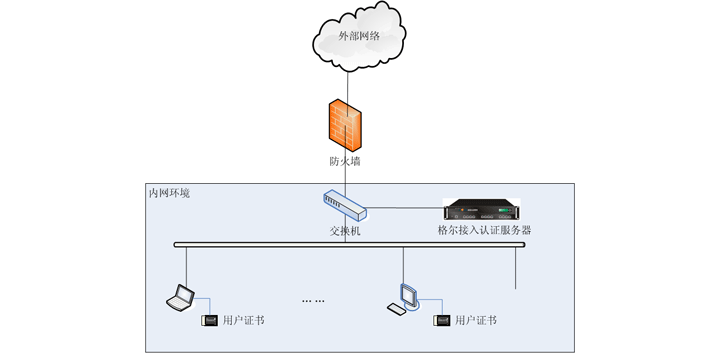 外部网络
防火墙
内网环境
交换机
格尔接入认证服务器
... ...
用户证书
用户证书